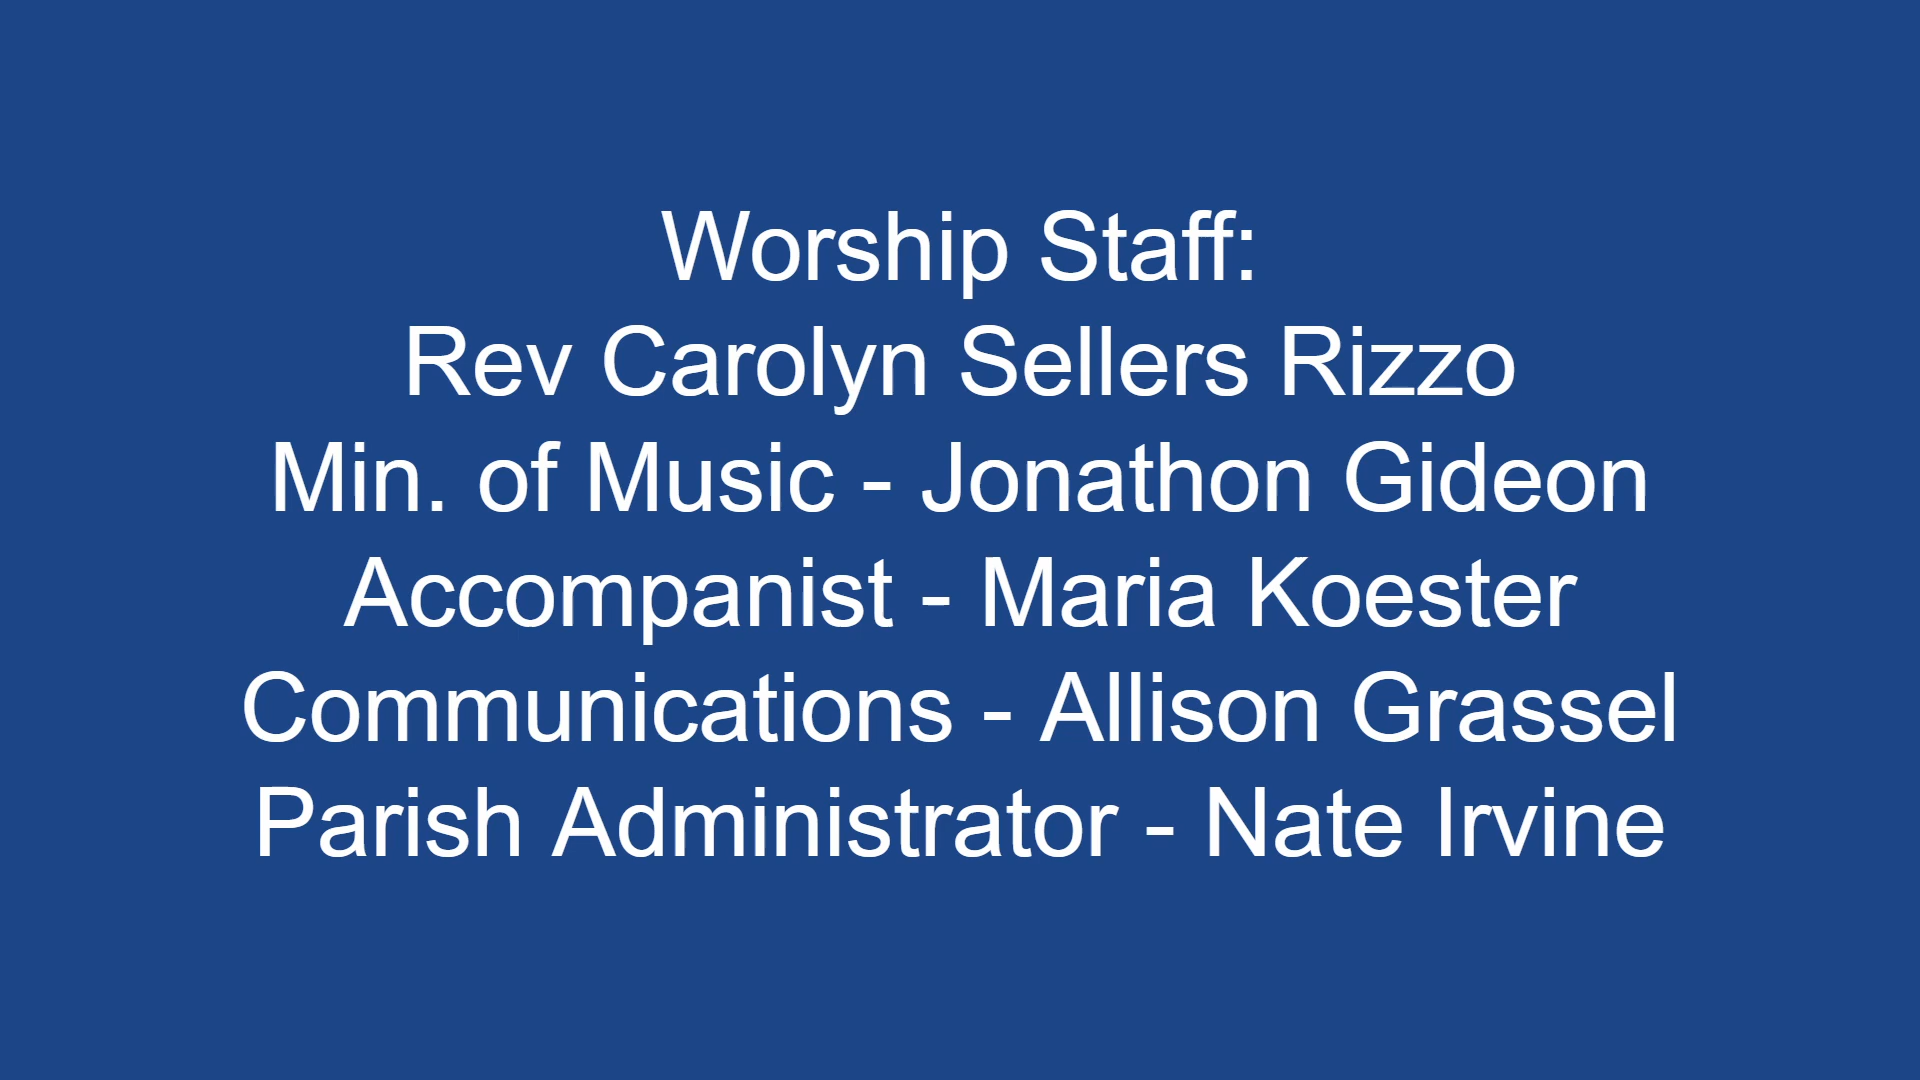 Worship Staff:
Rev Carolyn Sellers Rizzo
Min. of Music - Jonathon Gideon
Accompanist - Maria Koester
Communications - Allison Grassel
Parish Administrator - Nate Irvine